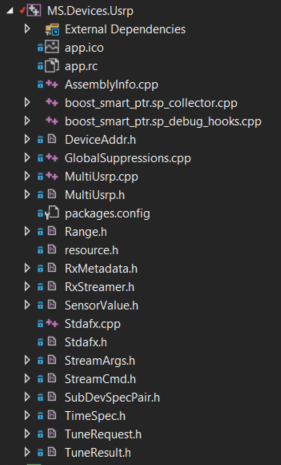 MS.Devices.Usrp
External Dependencies
app.ico
app.rc
AssemblyInfo.cpp
boost_smart_ptr.sp_collector.cpp
boost_smart_ptr.sp_debug_hooks.cpp
DeviceAddr.h
GlobalSuppressions.cpp
MultiUsrp.cpp
MultiUsrp.h
packages.config
Range.h
resource.h
RxMetadata.h
RxStreamer.h
SensorValue.h
Stdafx.cpp
Stdafx.h
StreamArgs.h
StreamCmd.h
SubDevSpecPair.h
TimeSpec.h
TuneRequest.h
TuneResult.h